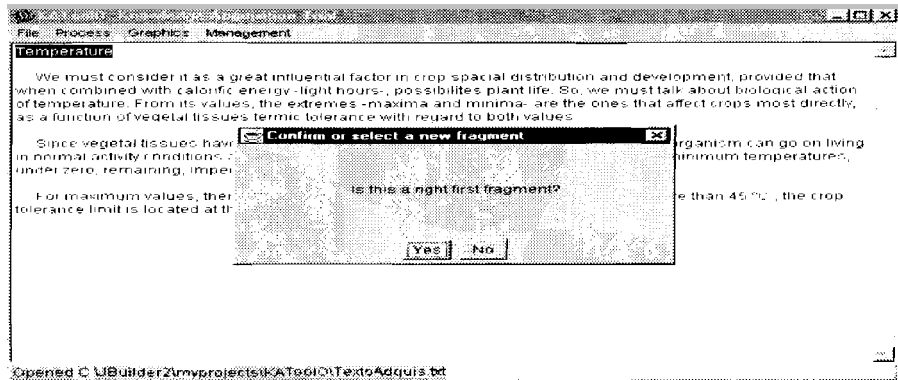 KATool - Knowledge Acquisition Tool
File Process Graphics Management
Temperature
We must consider it as a great influential factor in crop spacial distribution and development, provided that
when combined with calorific energy -light hours-, possibilites plant life. So, we must talk about biological action
of temperature. From its values, the extremes -maxima and minima- are the ones that affect crops most directly,
as a function of vegetal tissues termic tolerance with regard to both values
Confirm or select a new fragment
Since vegetal tissues have organism can go on living
in normal activity conditions minimum temperatures,
under zero, remaining,
Is this a right first fragment?
For maximum values, more than 45 ºC , the crop
tolerance limit is located at
Yes No
Opened C:\JBuilder2\myprojects\KAToolO\TextoAdquis.txt